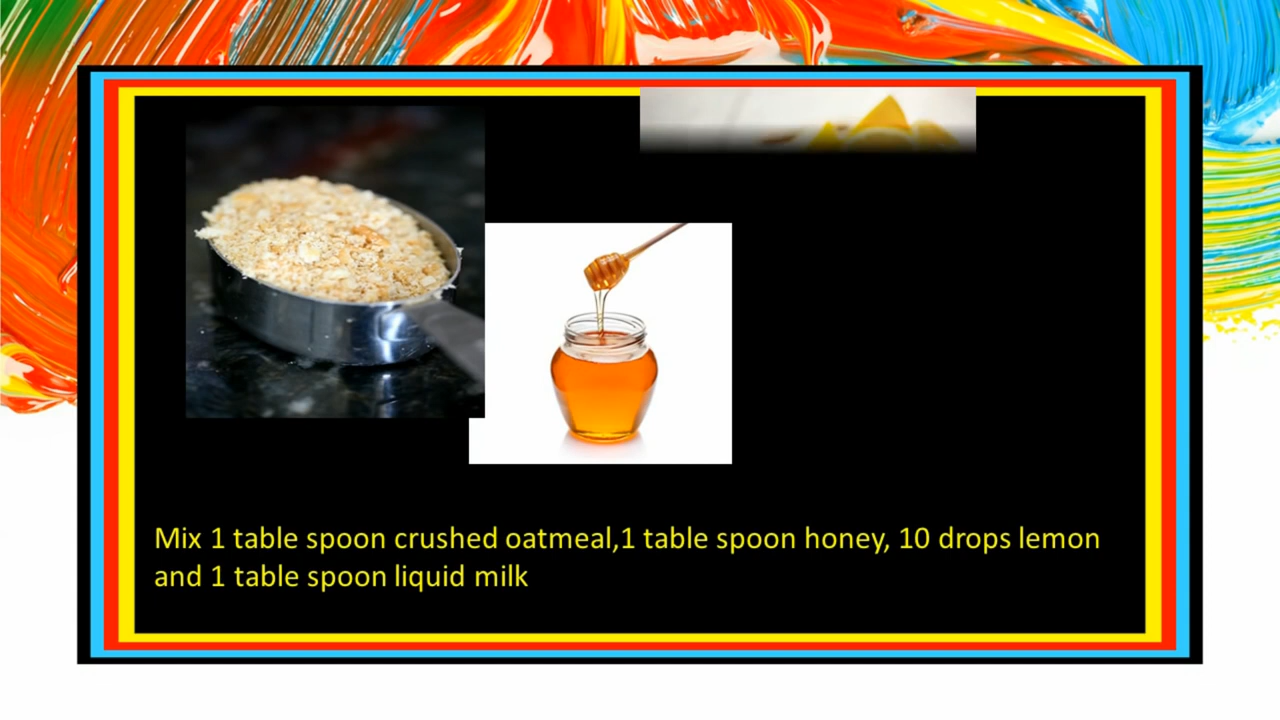 Mix 1 table spoon crushed oatmeal,1 table spoon honey, 10 drops lemon
and 1 table spoon liquid milk